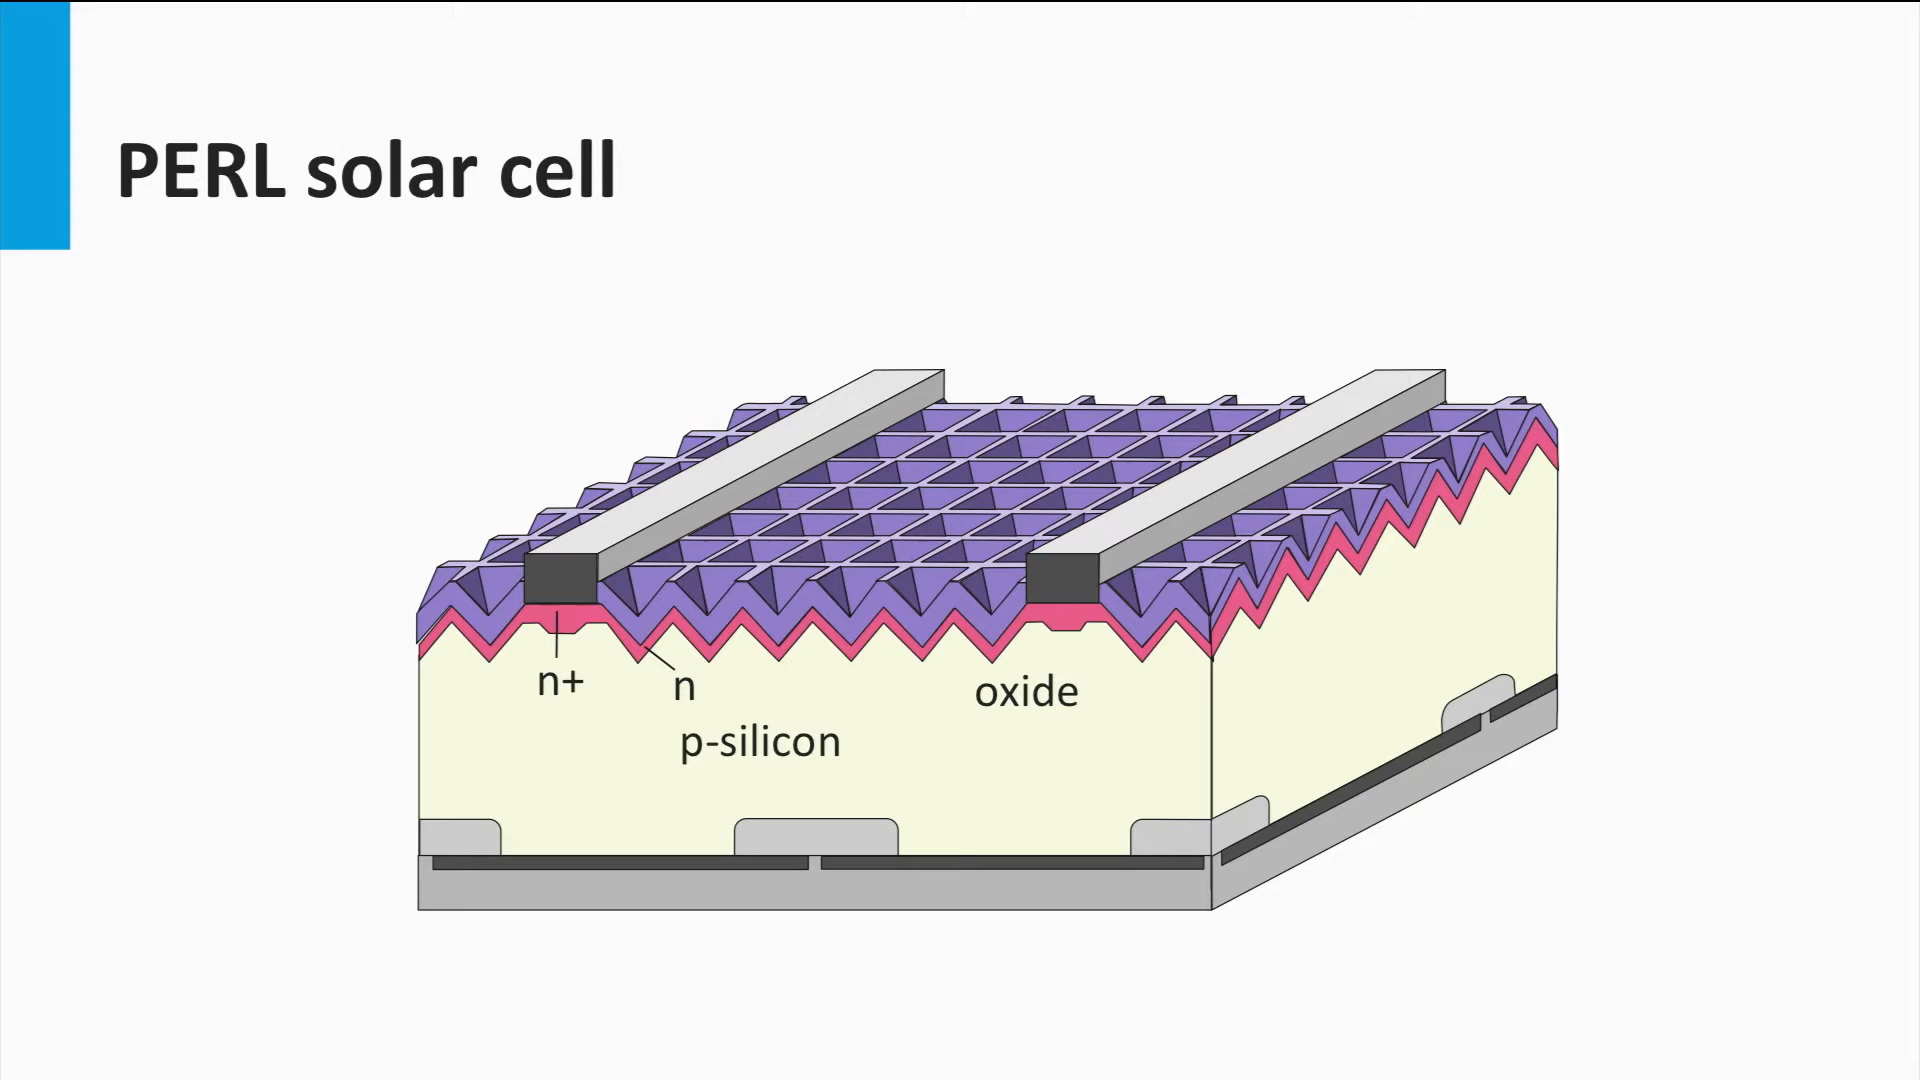 PERL solar cell
n+
n
oxide
p-silicon